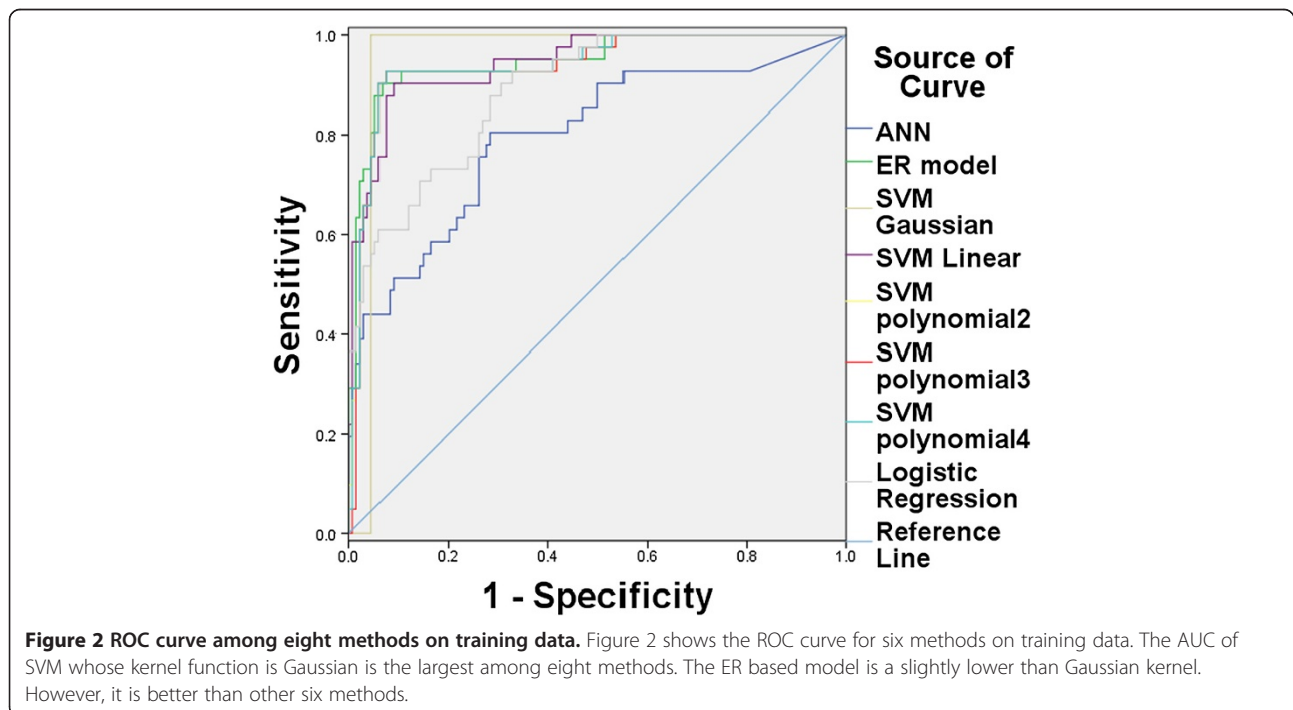 1.0
0.8
0.6
0.4
0.2
0.0
Sensitivity
0.0 0.2 0.4 0.6 0.8 1.0
1 - Specificity
Source of
Curve
ANN
ER model
SVM
Gaussian
SVM Linear
SVM
polynomial2
SVM
polynomial3
SVM
polynomial4
Logistic
Regression
Reference
Line
Figure 2 ROC curve among eight methods on training data. Figure 2 shows the ROC curve for six methods on training data. The AUC of
SVM whose kernel function is Gaussian is the largest among eight methods. The ER based model is a slightly lower than Gaussian kernel.
However, it is better than other six methods.